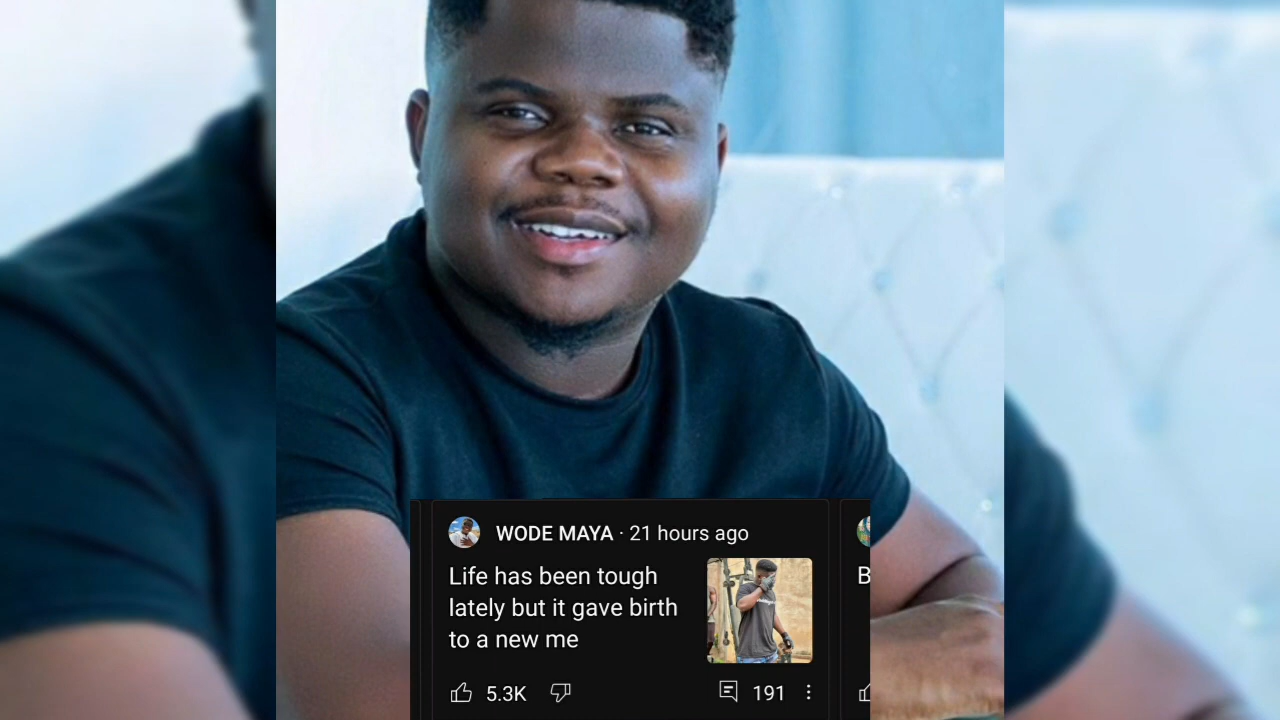 WODE MAYA · 21 hours ago
Life has been tough
lately but it gave birth
to a new me
B
5.3K
191